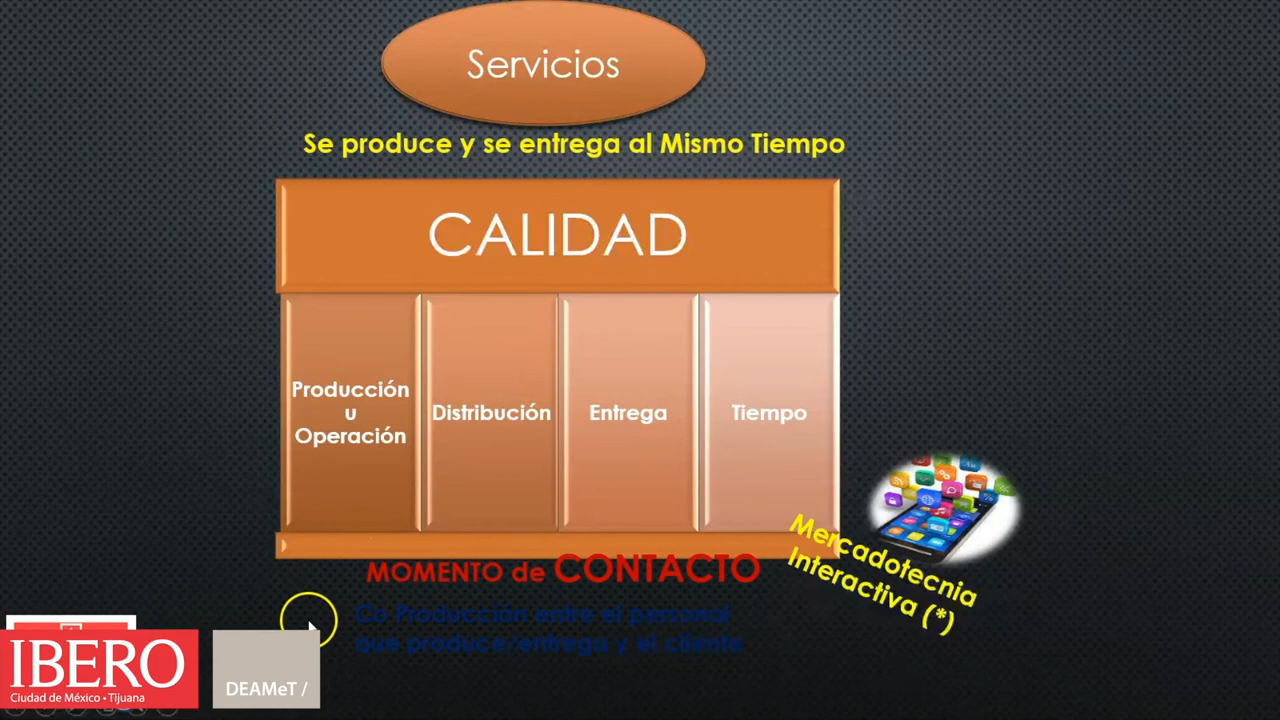 Servicios
Se produce y se entrega al Mismo Tiempo
CALIDAD
Producción
u
Operación
Distribución
Entrega
Tiempo
Mercadotecnia
Interactiva (*)
MOMENTO de CONTACTO
Co Producción entre el personal
que produce/entrega y el cliente
IBERO
Ciudad de México • Tijuana
DEAMeT /